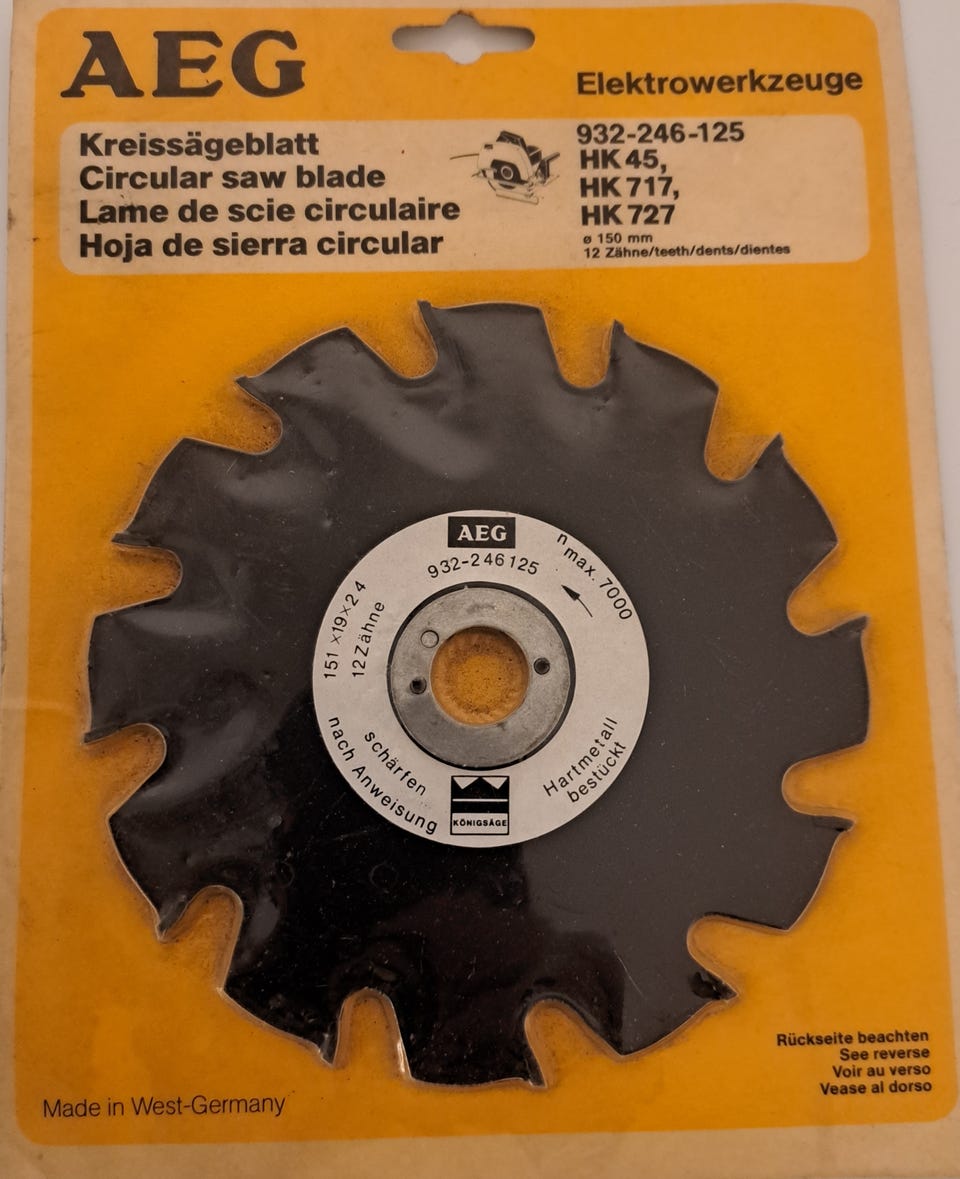 AEG
Elektrowerkzeuge
Kreissägeblatt
Circular saw blade
Lame de scie circulaire
Hoja de sierra circular
932-246-125
HK 45,
HK 717,
HK 727
ø 150 mm
12 Zähne/teeth/dents/dientes
AEG
932-246125
n max. 7000
151 x19×2 4
12 Zähne
schärfen
nach Anweisung
Hartmetall
bestückt
KÖNIGSÄGE
Rückseite beachten
See reverse
Voir au verso
Vease al dorso
Made in West-Germany